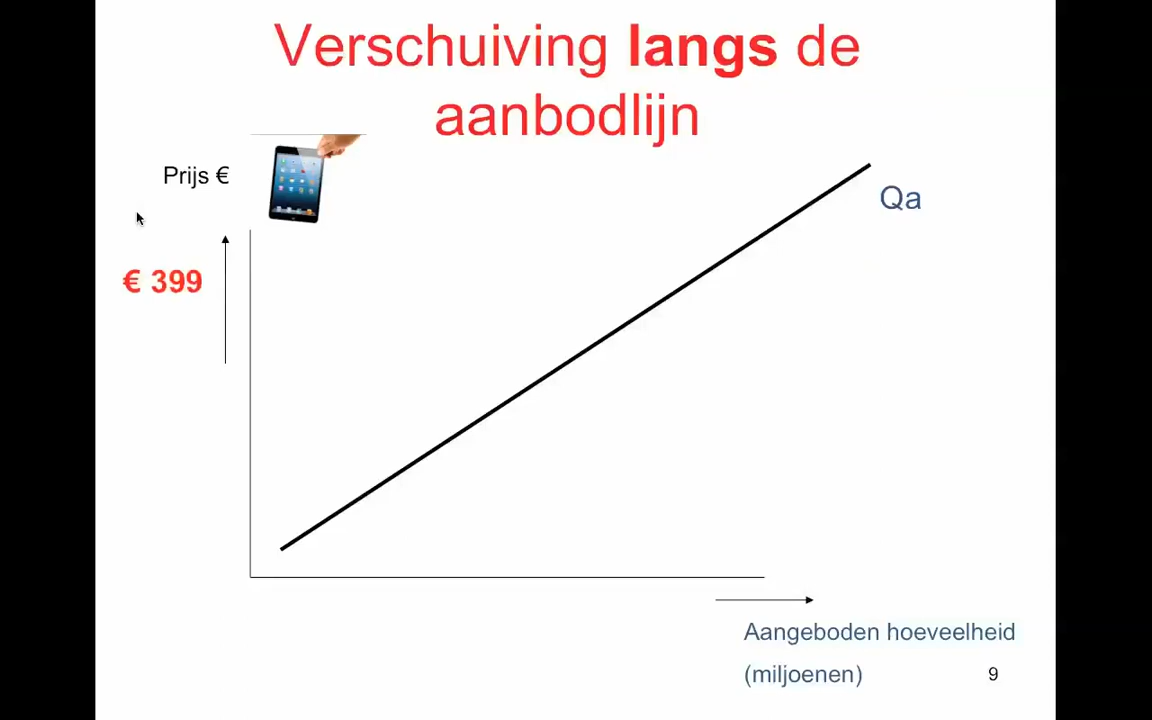 Verschuiving langs de
aanbodlijn
Prijs €
Qa
€ 399
Aangeboden hoeveelheid
(miljoenen)
9